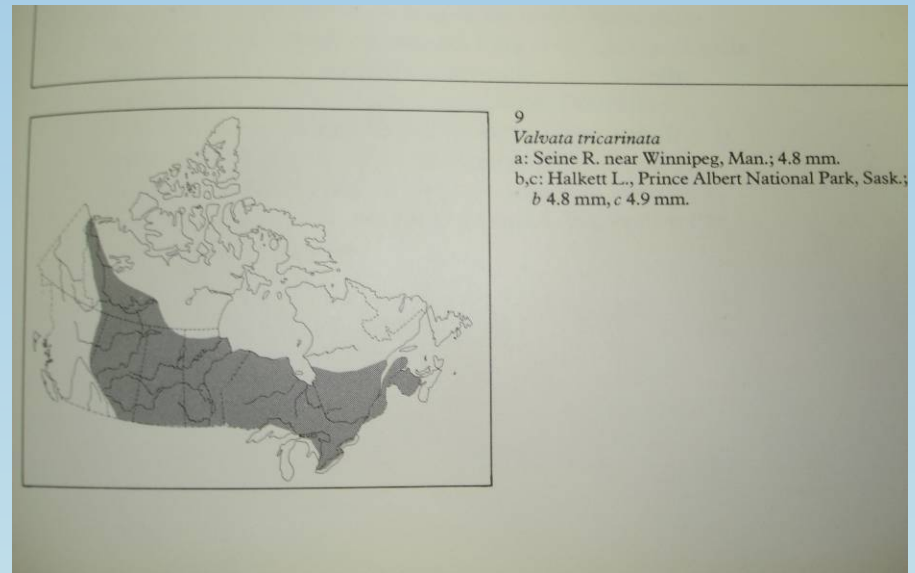 9
Valvata tricarinata
a: Seine R. near Winnipeg, Man.; 4.8 mm.
b,c: Halkett L., Prince Albert National Park, Sask.;
b 4.8 mm, c 4.9 mm.